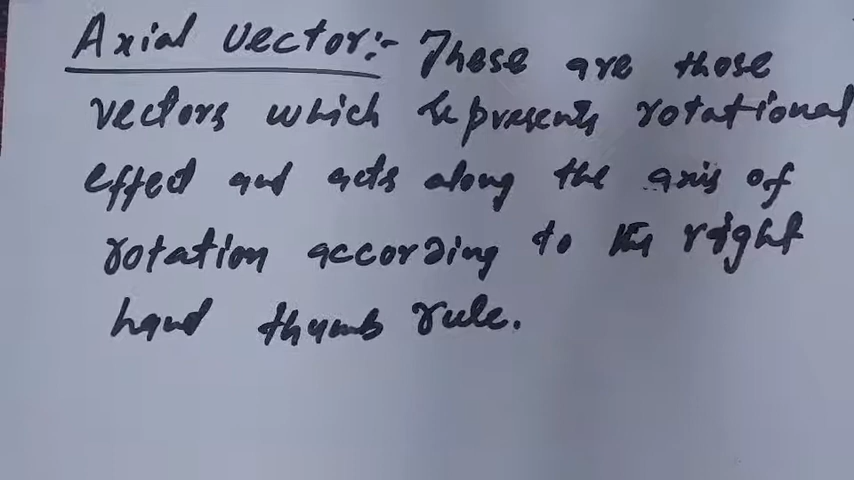 Axial vector:- These are those
vectors which represents rotational
effect and acts along the axis of
rotation according to the right
hand thumb rule.